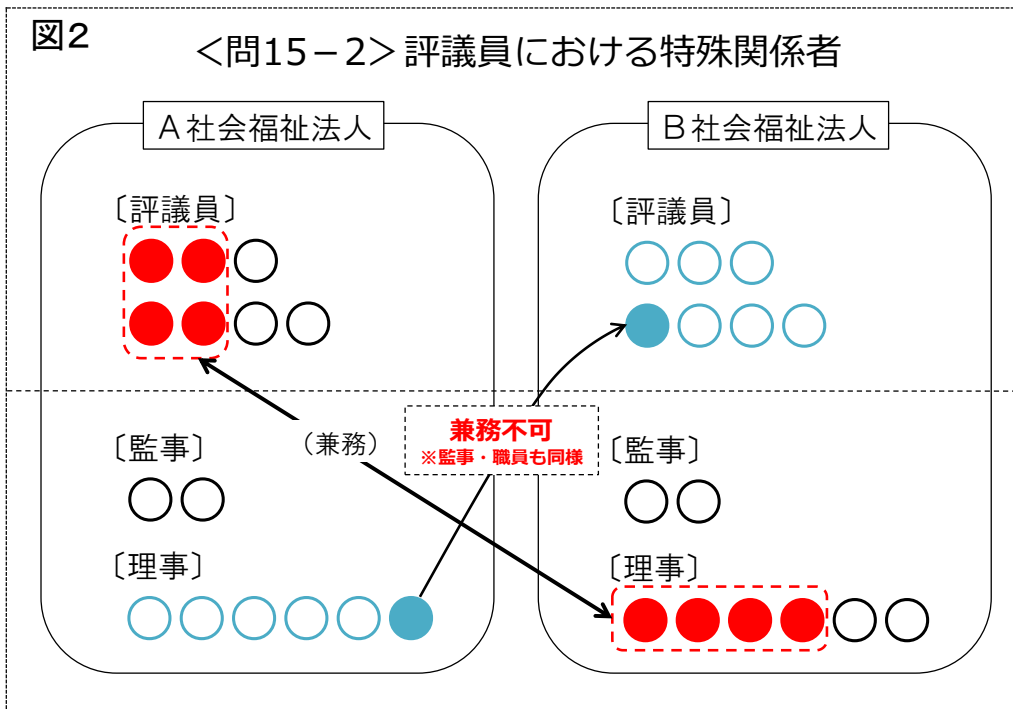 図2
<問15-2>評議員における特殊関係者
A社会福祉法人
B社会福祉法人
〔評議員〕
〔評議員〕
兼務不可
※監事・職員も同様
(兼務)
〔監事〕
〔監事〕
〔理事〕
〔理事〕